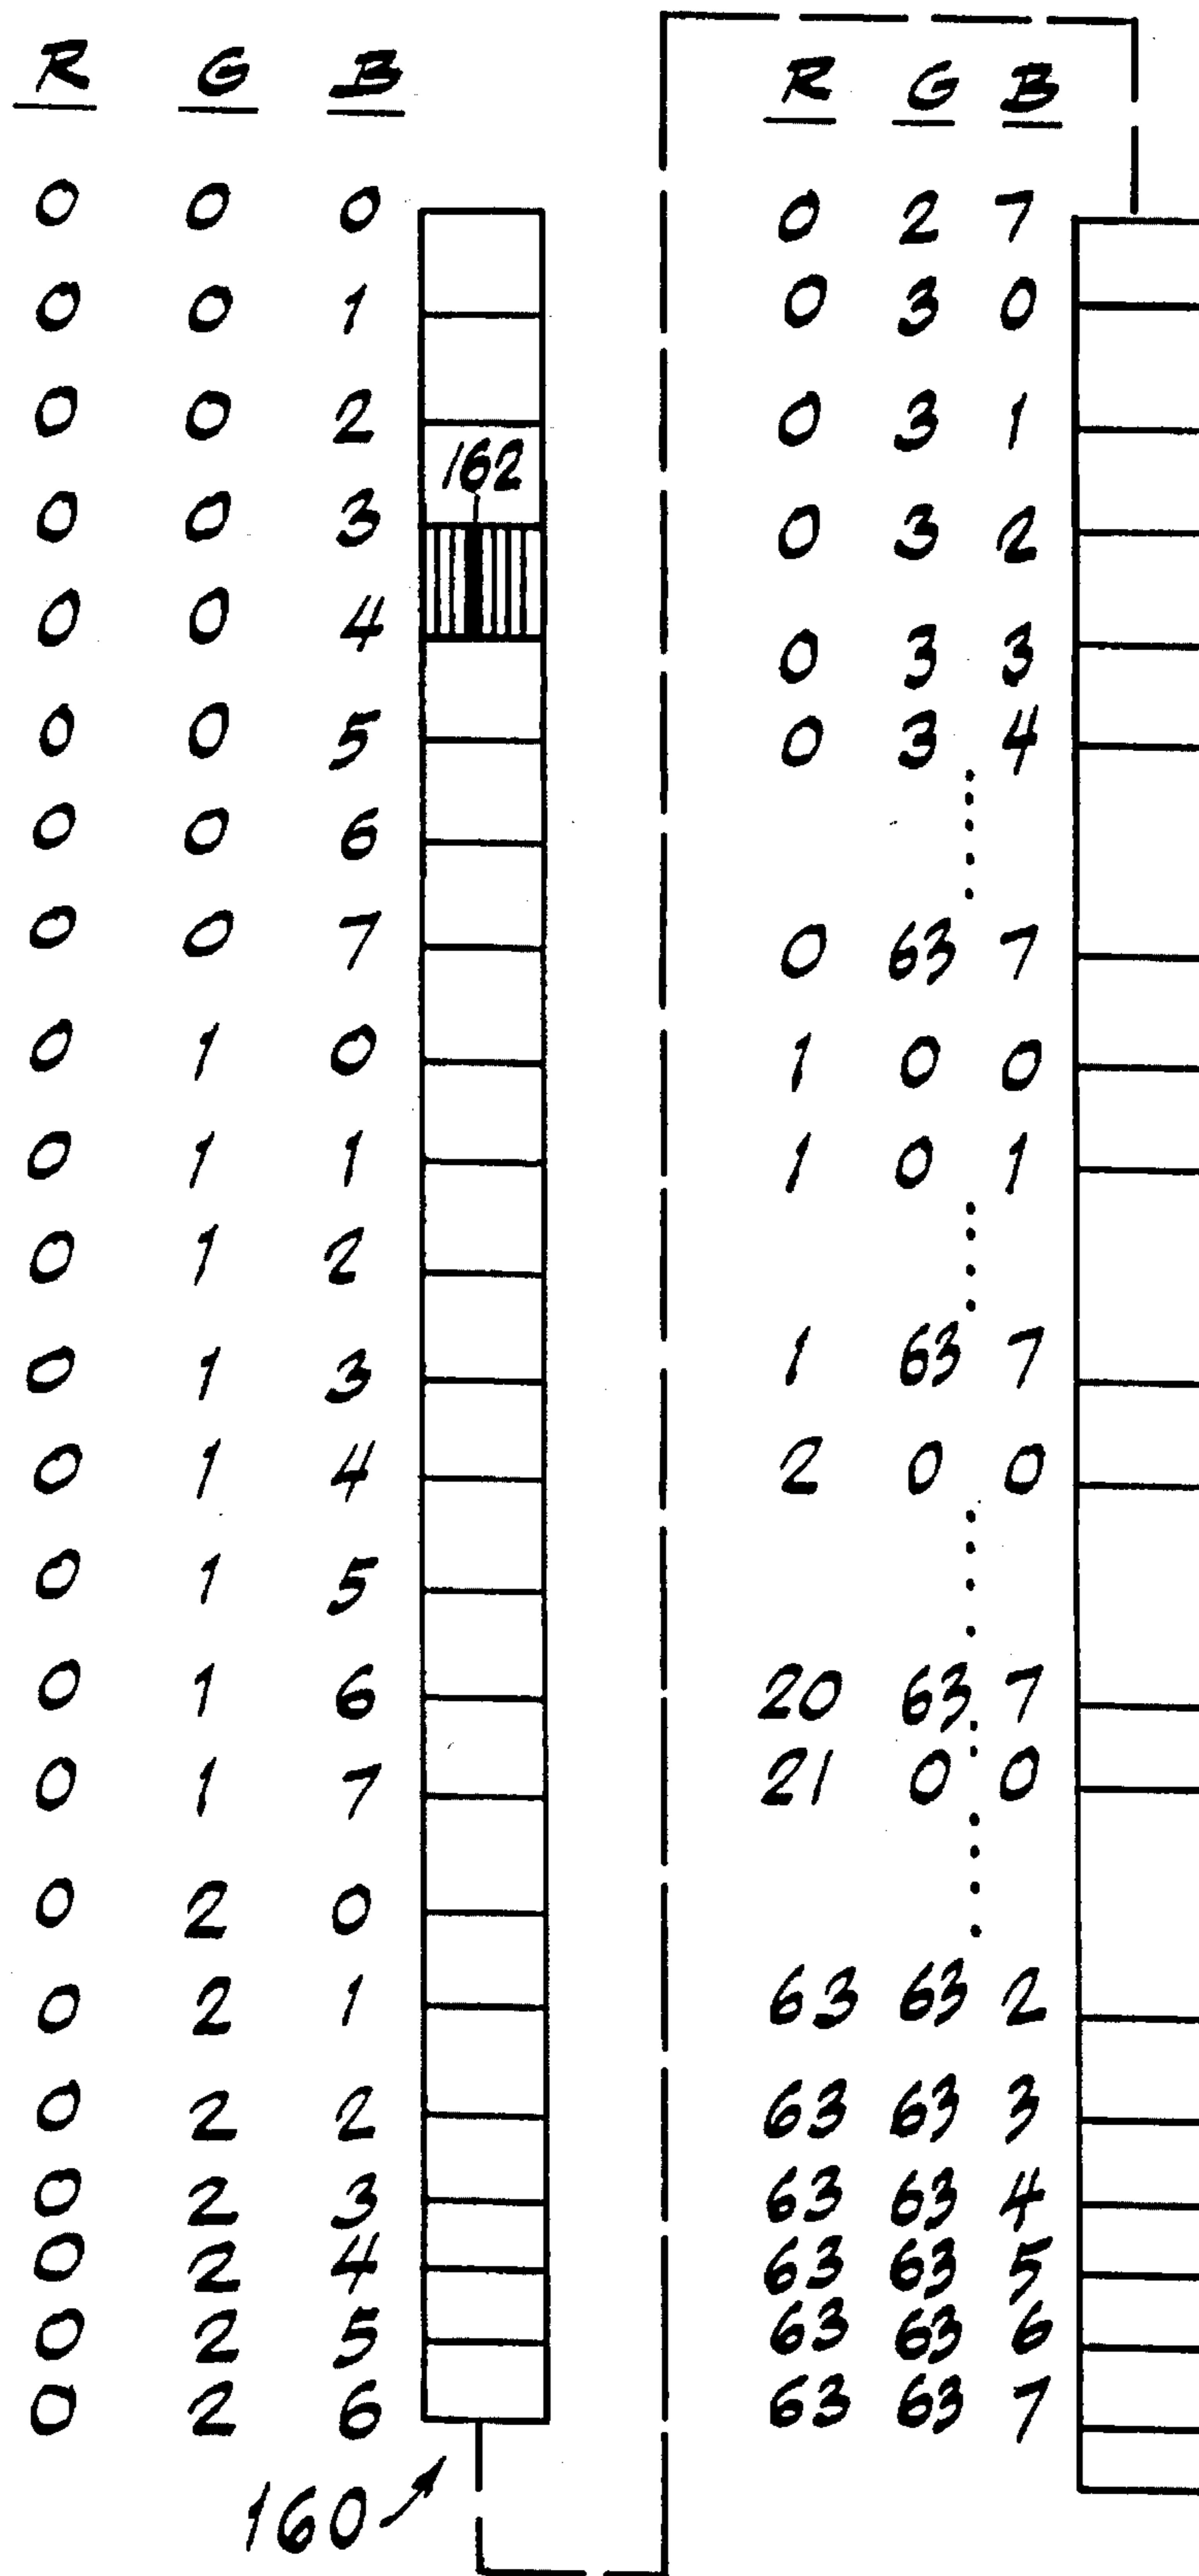 R G B
0 0 0
0 0 1
0 0 2
162
0 0 3
0 0 4
0 0 5
0 0 6
0 0 7
0 1 0
0 1 1
0 1 2
0 1 3
0 1 4
0 1 5
0 1 6
0 1 7
0 2 0
0 2 1
0 2 2
0 2 3
0 2 4
0 2 5
0 2 6
160
R G B
0 2 7
0 3 0
0 3 1
0 3 2
0 3 3
0 3 4
0 63 7
1 0 0
1 0 1
1 63 7
2 0 0
20 63 7
21 0 0
63 63 2
63 63 3
63 63 4
63 63 5
63 63 6
63 63 7